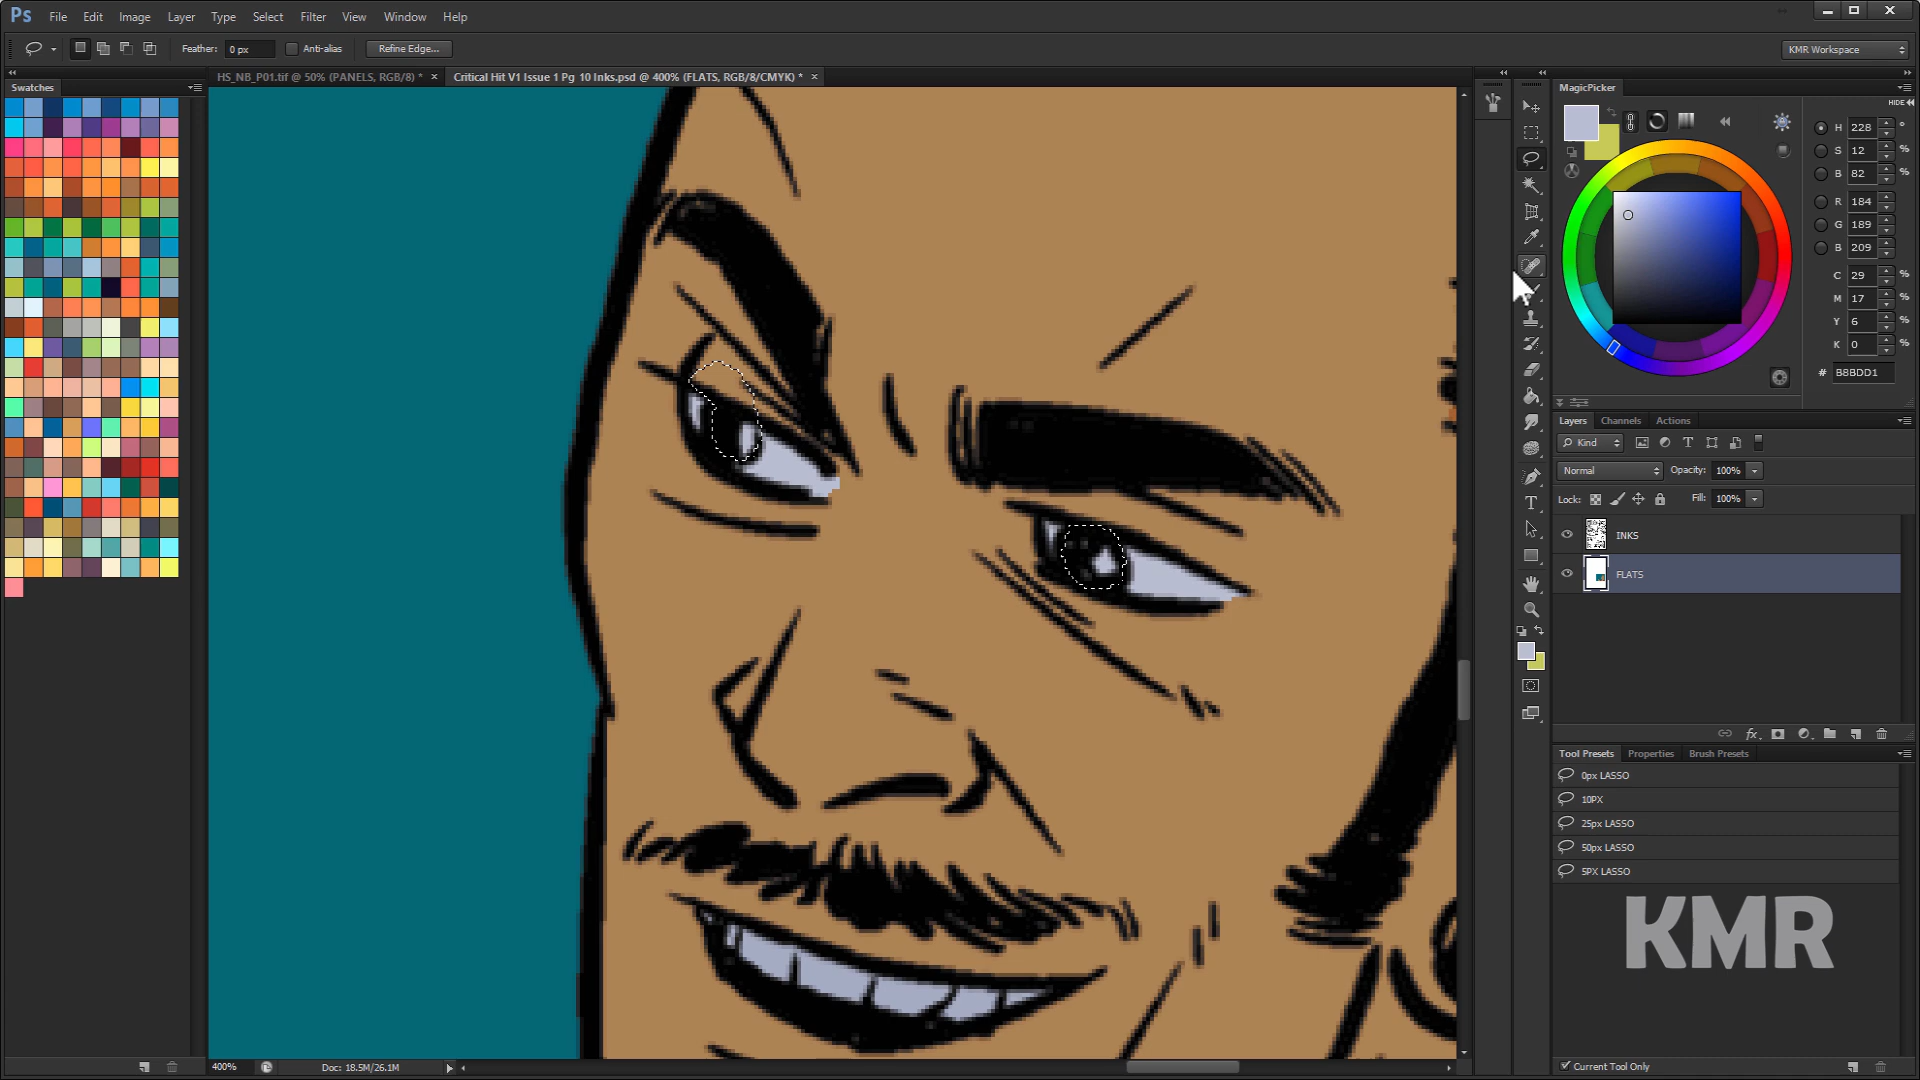 Ps File Edit Image Layer Type Select Filter View Window Help
Feather: 0 px Anti-alias Refine Edge... KMR Workspace
Swatches
HS_NB_P01.tif @ 50% (PANELS, RGB/8) * × Critical Hit V1 Issue 1 Pg 10 Inks.psd @ 400% (FLATS, RGB/8/CMYK) * ×
MagicPicker
HIDE
H 228 °
S 12 %
B 82 %
R 184
G 189
B 209
C 29 %
M 17 %
Y 6 %
K 0 %
# B8BDD1
Layers Channels Actions
Kind
Normal Opacity: 100%
Lock: Fill: 100%
INKS
FLATS
fx
Tool Presets Properties Brush Presets
0px LASSO
10PX
25px LASSO
50px LASSO
5PX LASSO
KMR
Current Tool Only
400% Doc: 18.5M/26.1M